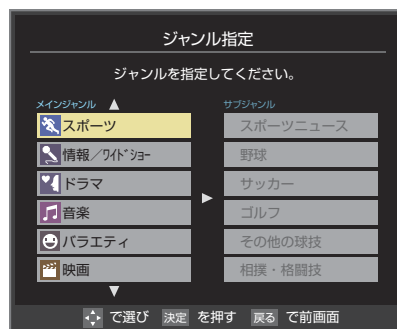 ジャンル指定
ジャンルを指定してください。
メインジャンル
サブジャンル
スポーツ
スポーツニュース
情報／ﾜｲﾄﾞｼｮｰ
野球
ドラマ
サッカー
音楽
ゴルフ
バラエティ
その他の球技
映画
相撲・格闘技
で選び 決定 を押す 戻る で前画面